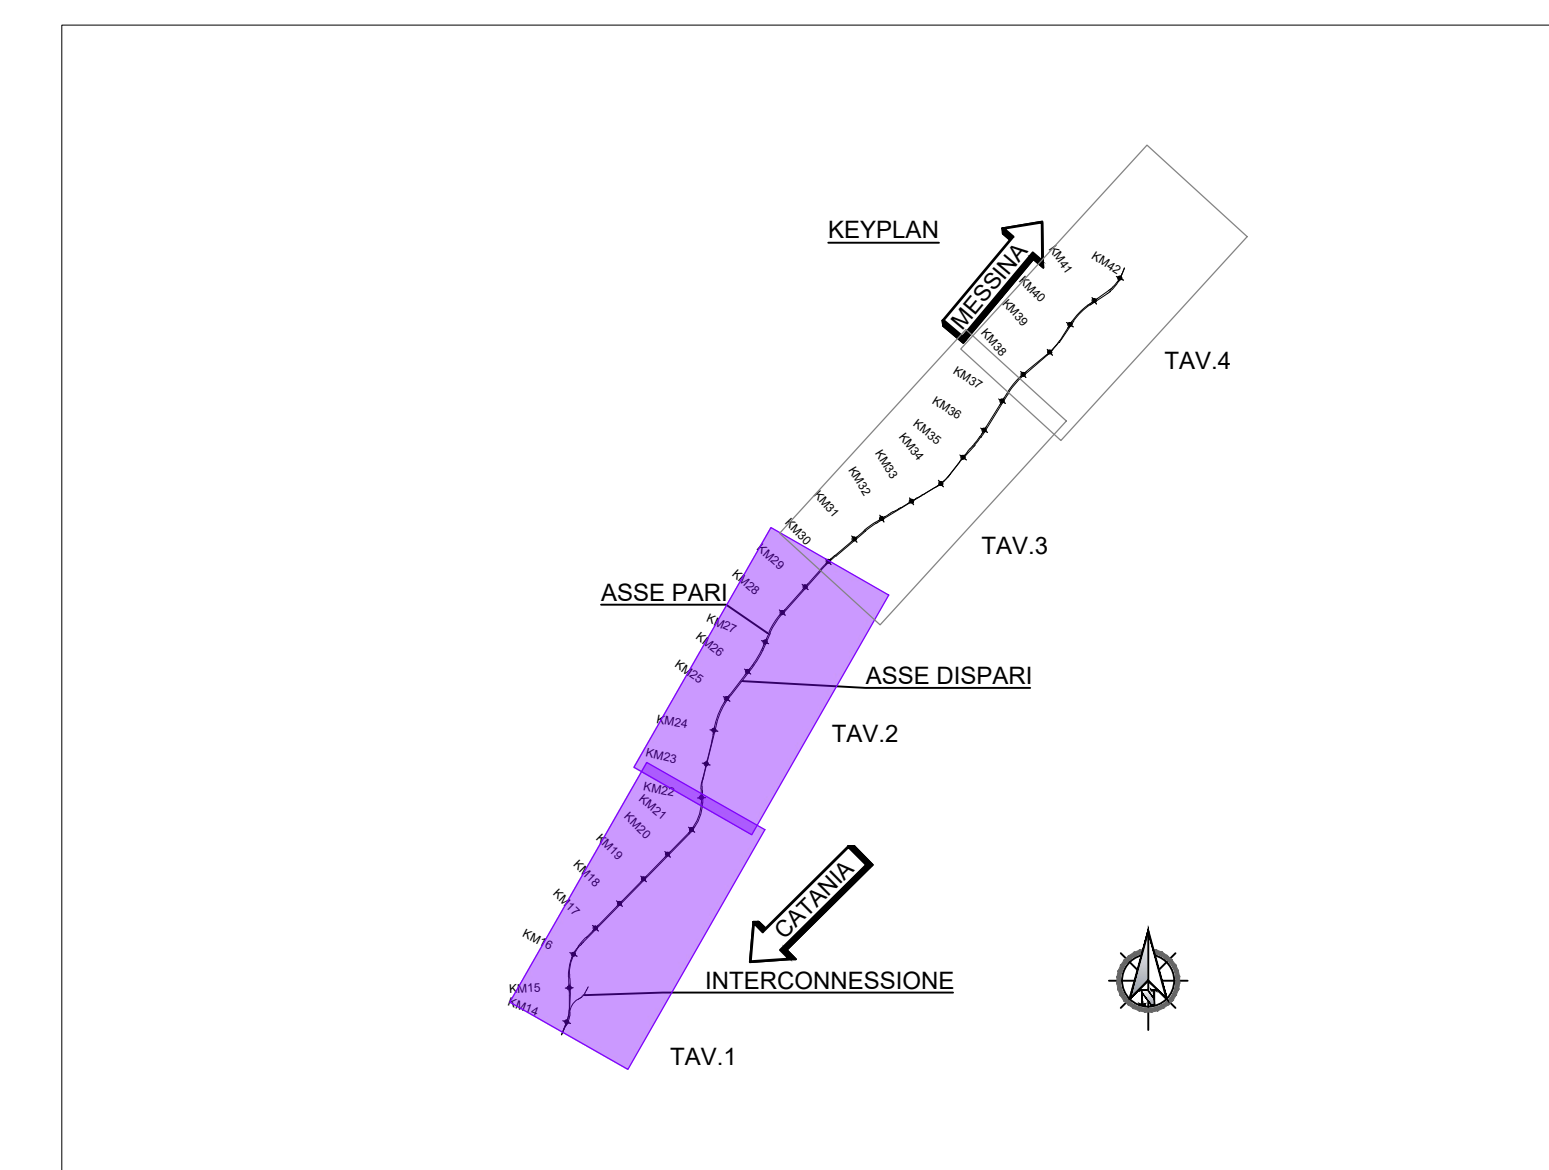 KEYPLAN
MESSINA
KM42
KM41
KM40
KM39
KM38
TAV.4
KM37
KM36
KM35
KM34
KM33
KM32
KM31
KM30
TAV.3
KM29
KM28
ASSE PARI
KM27
KM26
KM25
ASSE DISPARI
KM24
TAV.2
KM23
KM22
KM21
KM20
KM19
KM18
KM17
CATANIA
KM16
INTERCONNESSIONE
KM15
KM14
N
TAV.1